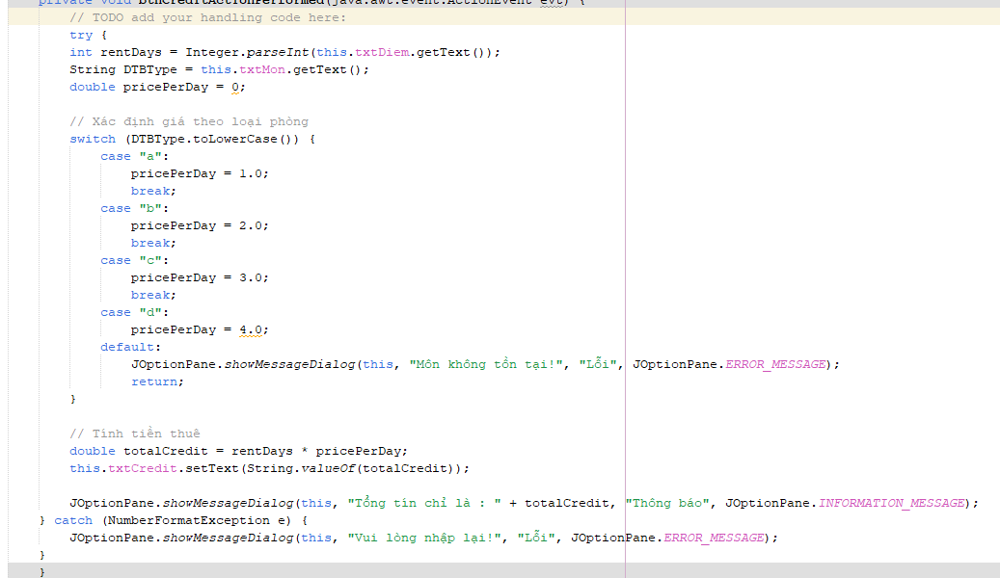 private void btnCreditActionPerformed(java.awt.event.ActionEvent evt) {
// TODO add your handling code here:
try {
int rentDays = Integer.parseInt(this.txtDiem.getText());
String DTBType = this.txtMon.getText();
double pricePerDay = 0;
// Xác định giá theo loại phòng
switch (DTBType.toLowerCase()) {
case "a":
pricePerDay = 1.0;
break;
case "b":
pricePerDay = 2.0;
break;
case "c":
pricePerDay = 3.0;
break;
case "d":
pricePerDay = 4.0;
default:
JOptionPane.showMessageDialog(this, "Môn không tồn tại!", "Lỗi", JOptionPane.ERROR_MESSAGE);
return;
}
// Tính tiền thuê
double totalCredit = rentDays * pricePerDay;
this.txtCredit.setText(String.valueOf(totalCredit));
JOptionPane.showMessageDialog(this, "Tổng tín chỉ là : " + totalCredit, "Thông báo", JOptionPane.INFORMATION_MESSAGE);
} catch (NumberFormatException e) {
JOptionPane.showMessageDialog(this, "Vui lòng nhập lại!", "Lỗi", JOptionPane.ERROR_MESSAGE);
}
}